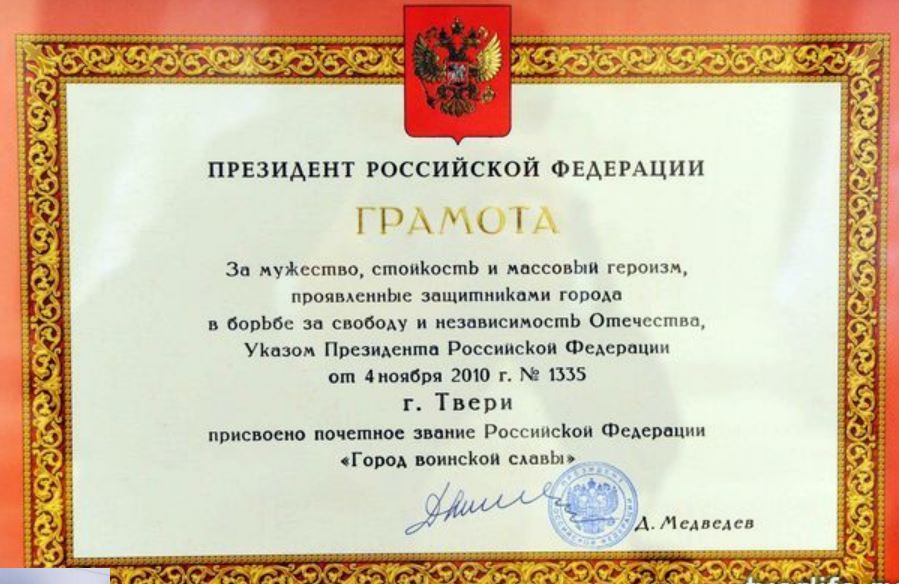 ПРЕЗИДЕНТ РОССИЙСКОЙ ФЕДЕРАЦИИ
ГРАМОТА
За мужество, стойкость и массовый героизм,
проявленные защитниками города
в борьбе за свободу и независимость Отечества,
Указом Президента Российской Федерации
от 4 ноября 2010 г. № 1335
г. Твери
присвоено почетное звание Российской Федерации
«Город воинской славы»
Д. Медведев